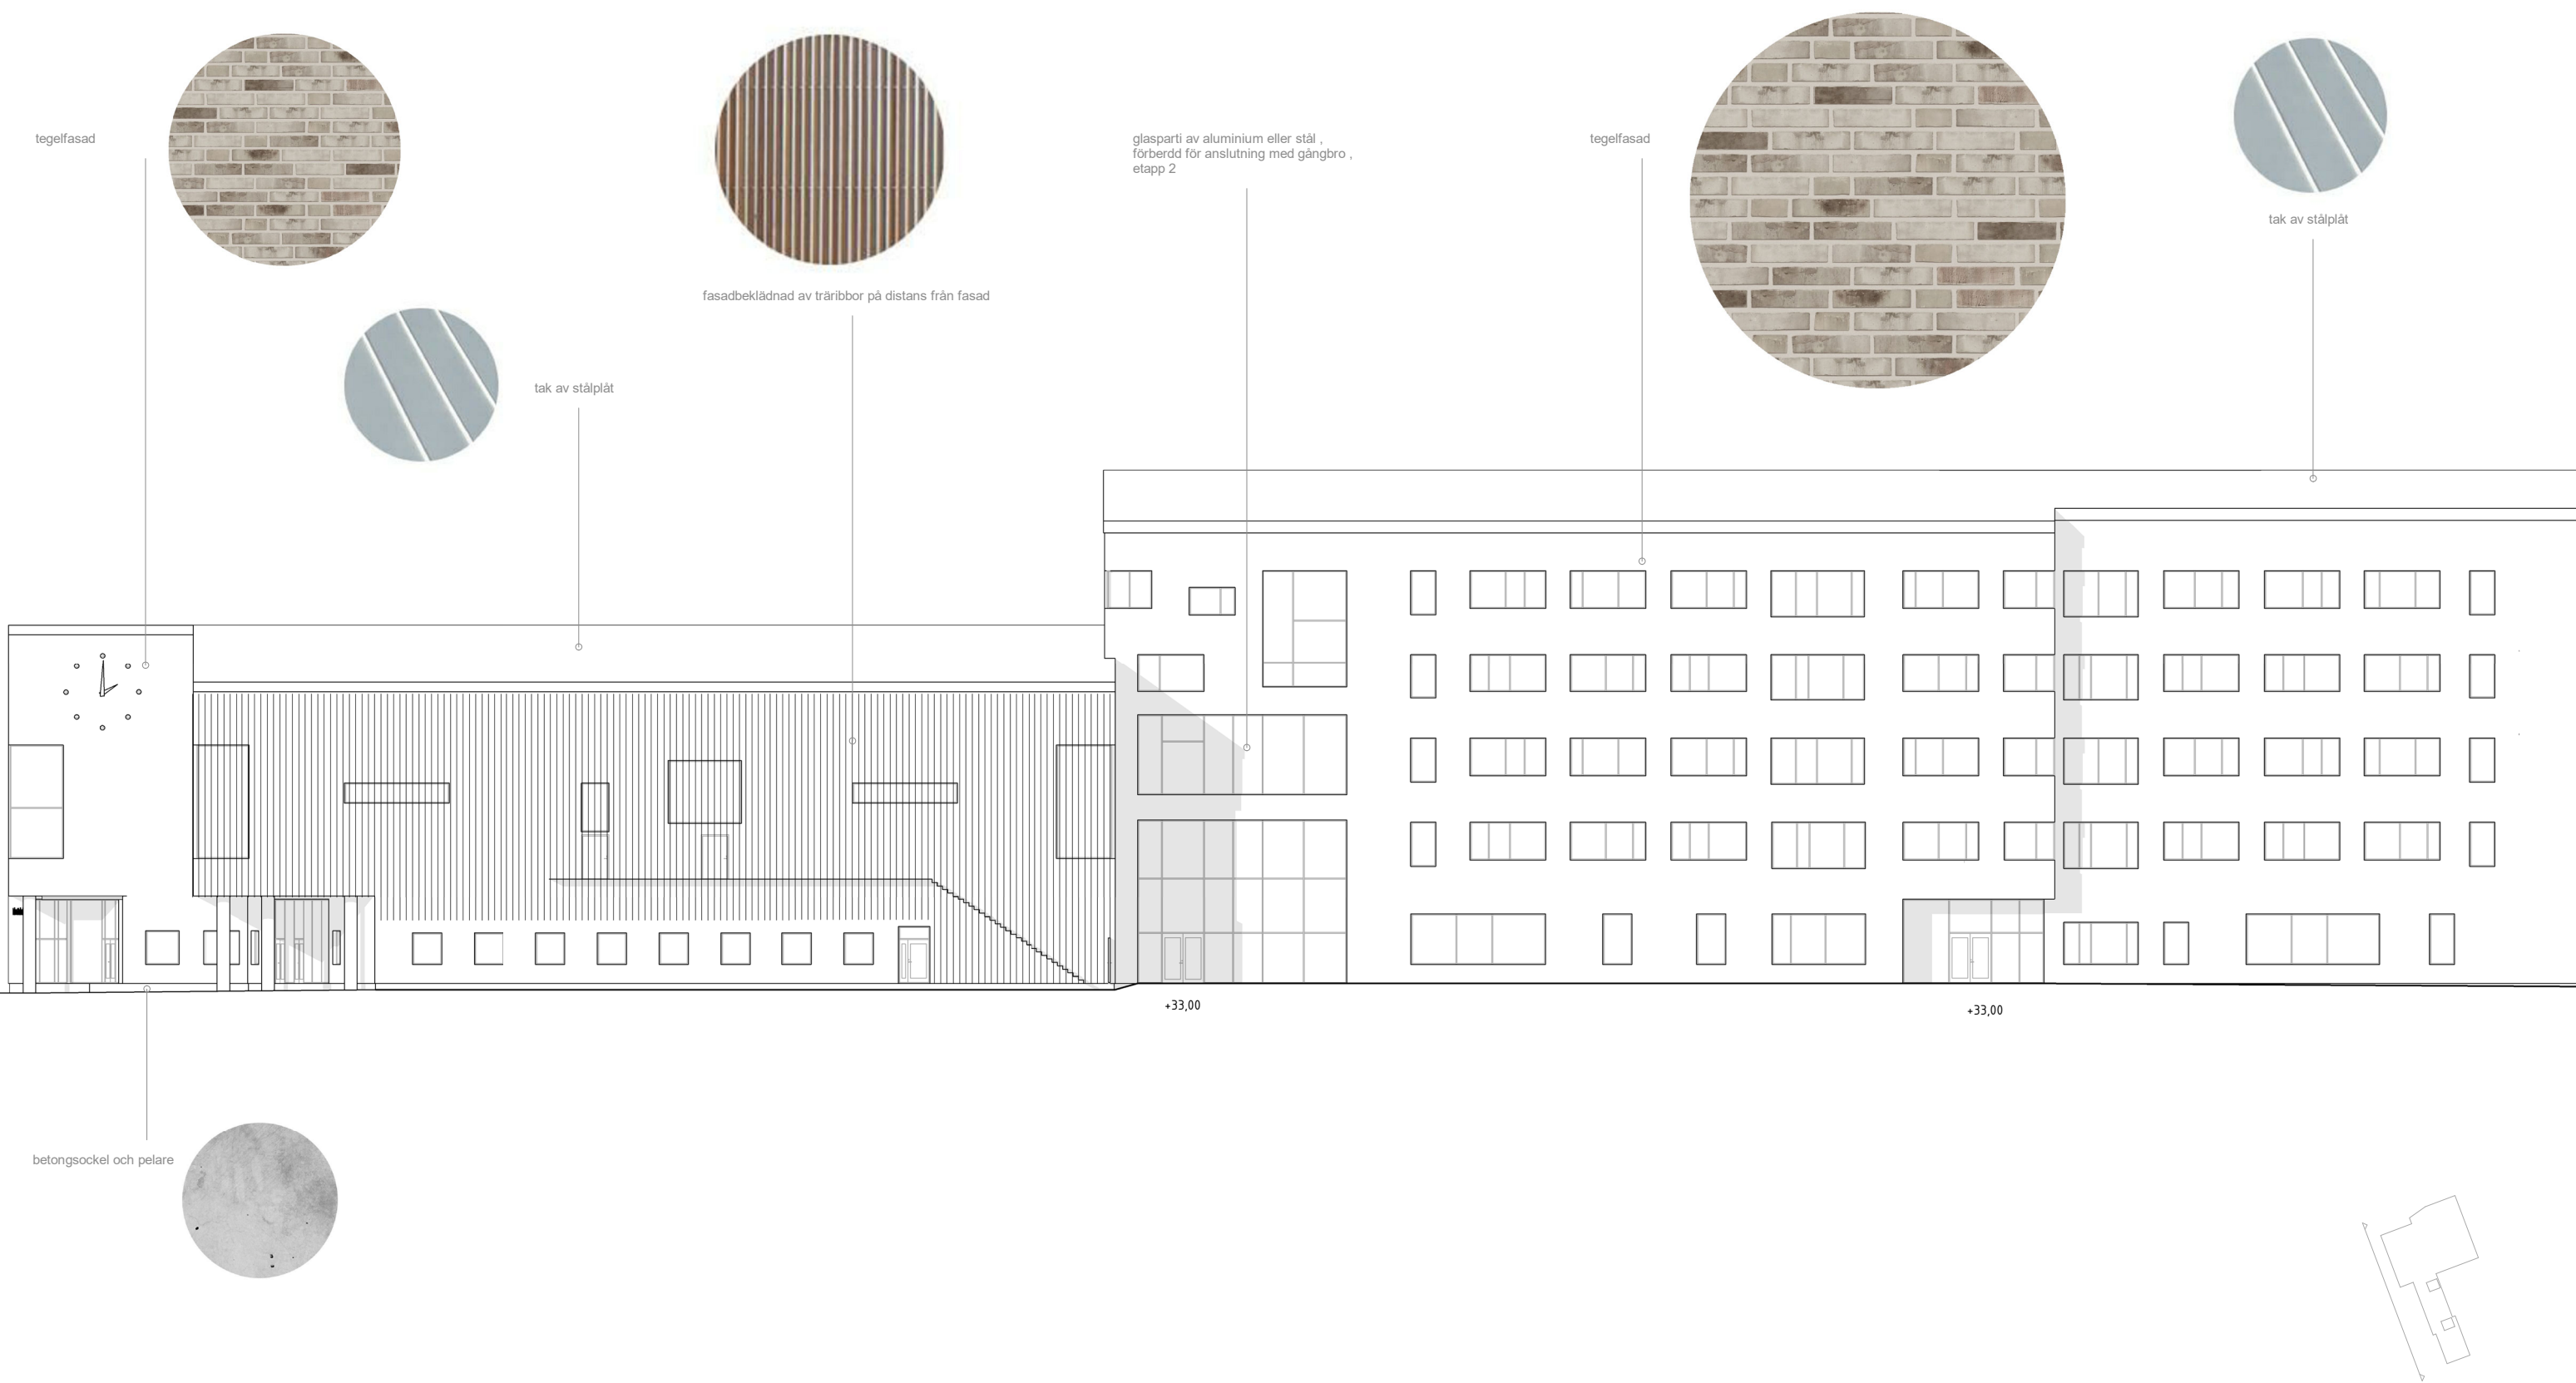 tegelfasad
glasparti av aluminium eller stål ,
förberdd för anslutning med gångbro ,
etapp 2
tegelfasad
tak av stålplåt
fasadbeklädnad av träribbor på distans från fasad
tak av stålplåt
+33,00
+33,00
betongsockel och pelare